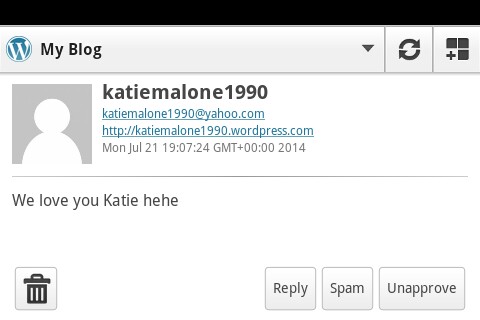 My Blog
katiemalone1990
katiemalone1990@yahoo.com
http://katiemalone1990.wordpress.com
Mon Jul 21 19:07:24 GMT+00:00 2014
We love you Katie hehe
Reply Spam Unapprove